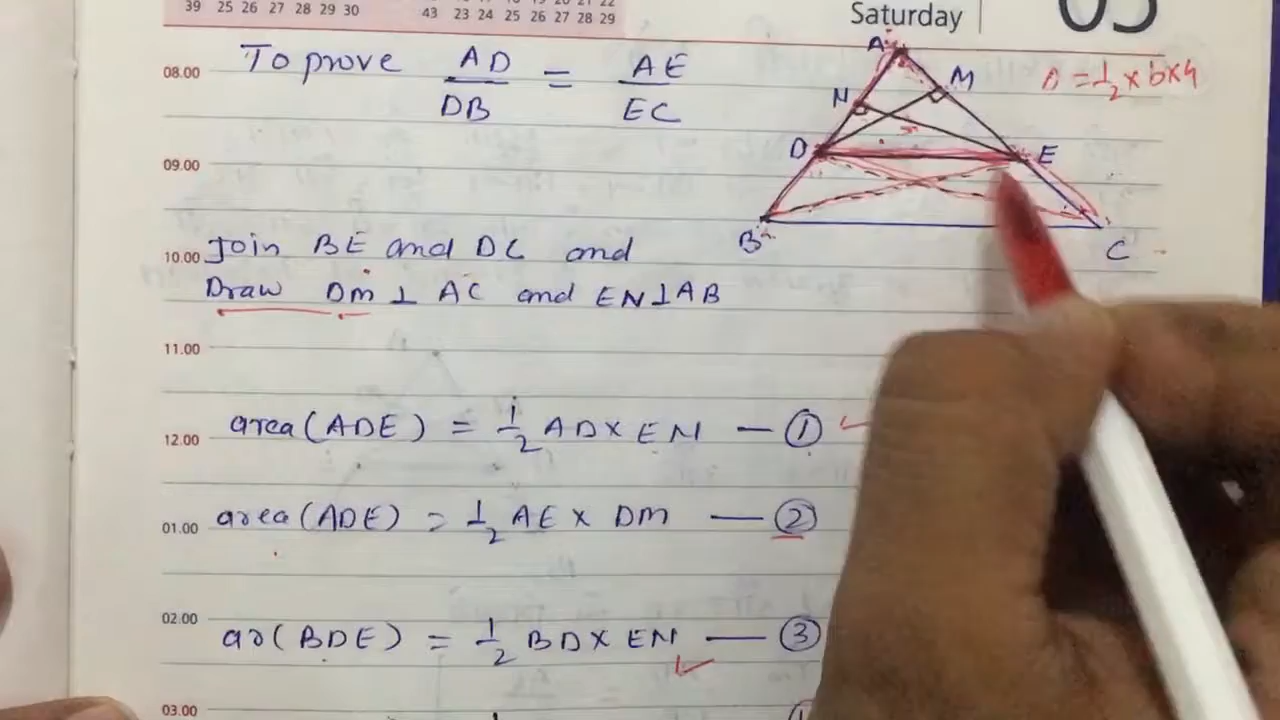 39 25 26 27 28 29 30
43 23 24 25 26 27 28 29
Saturday
05
08.00
To prove AD/DB = AE/EC
A
N
M
D
E
B
C
Δ = 1/2 × b × h
09.00
10.00
Join BE and DC and
Draw DM ⊥ AC and EN ⊥ AB
11.00
12.00
area(ADE) = 1/2 AD × EN — ①
01.00
area(ADE) = 1/2 AE × DM — ②
02.00
ar(BDE) = 1/2 BD × EN — ③
03.00